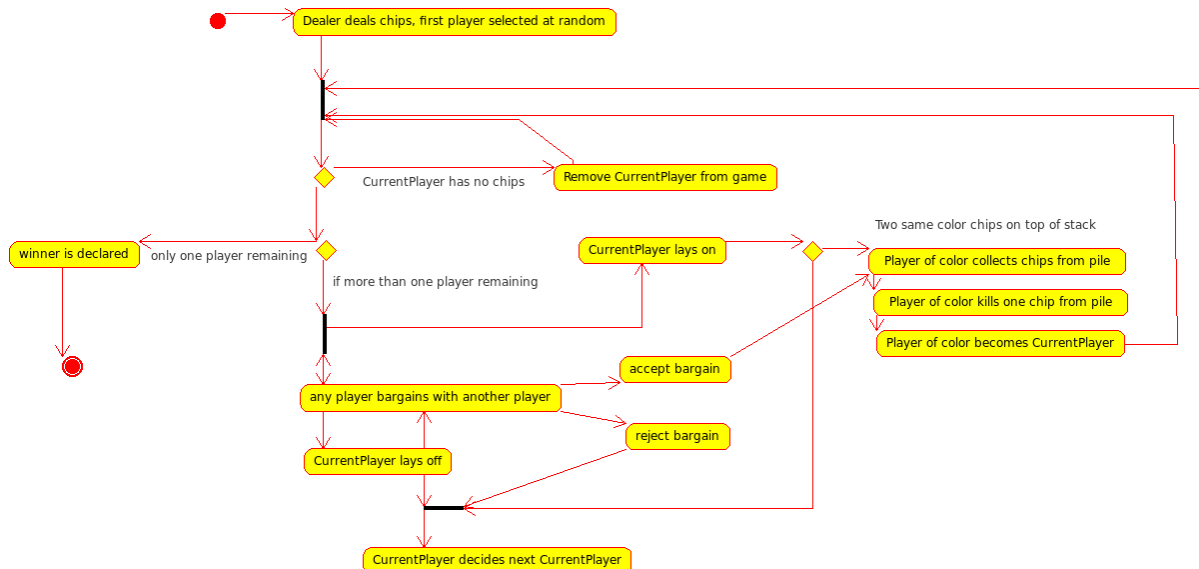 Dealer deals chips, first player selected at random
CurrentPlayer has no chips
Remove CurrentPlayer from game
Two same color chips on top of stack
winner is declared
only one player remaining
CurrentPlayer lays on
Player of color collects chips from pile
if more than one player remaining
Player of color kills one chip from pile
Player of color becomes CurrentPlayer
accept bargain
any player bargains with another player
reject bargain
CurrentPlayer lays off
CurrentPlayer decides next CurrentPlayer